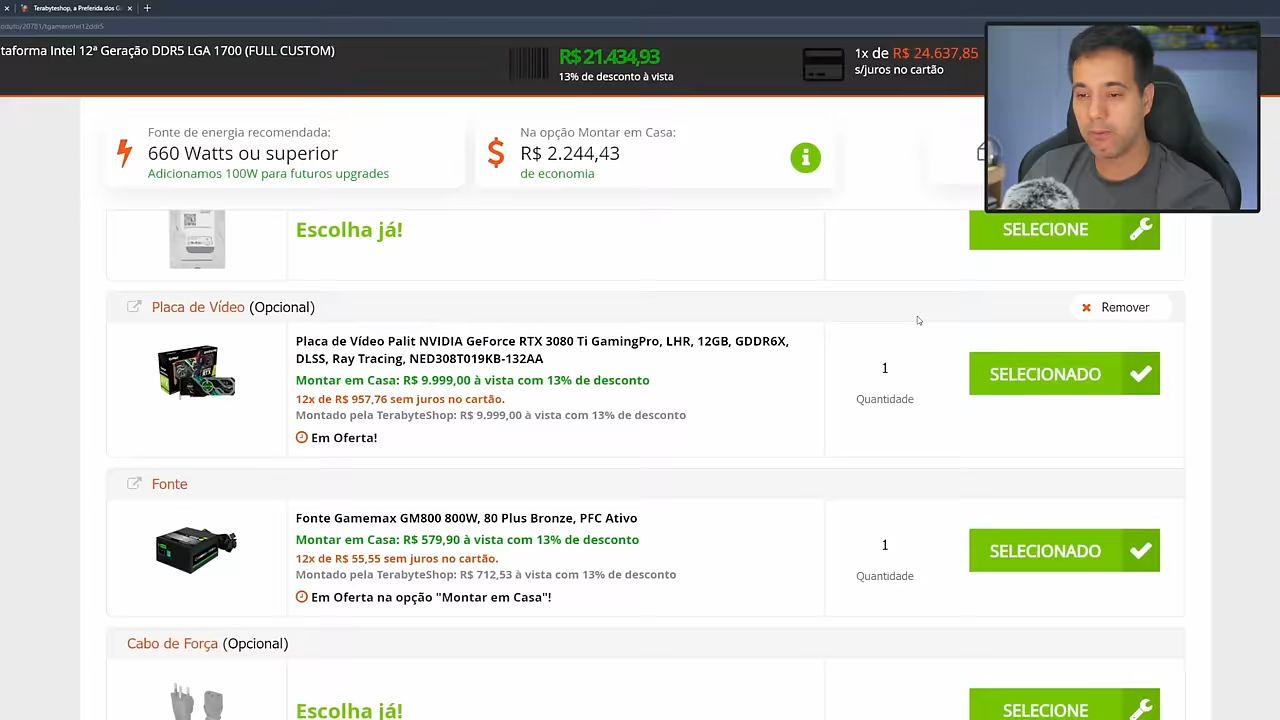 Terabyteshop, a Preferida dos G
oduto/20781/tgameintel12ddr5
taforma Intel 12ª Geração DDR5 LGA 1700 (FULL CUSTOM)
R$ 21.434,93
13% de desconto à vista
1x de R$ 24.637,85
s/juros no cartão
Fonte de energia recomendada:
660 Watts ou superior
Adicionamos 100W para futuros upgrades
Na opção Montar em Casa:
R$ 2.244,43
de economia
Escolha já!
SELECIONE
Placa de Vídeo (Opcional)
Remover
Placa de Vídeo Palit NVIDIA GeForce RTX 3080 Ti GamingPro, LHR, 12GB, GDDR6X,
DLSS, Ray Tracing, NED308T019KB-132AA
Montar em Casa: R$ 9.999,00 à vista com 13% de desconto
12x de R$ 957,76 sem juros no cartão.
Montado pela TerabyteShop: R$ 9.999,00 à vista com 13% de desconto
Em Oferta!
1
Quantidade
SELECIONADO
Fonte
Fonte Gamemax GM800 800W, 80 Plus Bronze, PFC Ativo
Montar em Casa: R$ 579,90 à vista com 13% de desconto
12x de R$ 55,55 sem juros no cartão.
Montado pela TerabyteShop: R$ 712,53 à vista com 13% de desconto
Em Oferta na opção "Montar em Casa"!
1
Quantidade
SELECIONADO
Cabo de Força (Opcional)
Escolha já!
SELECIONE